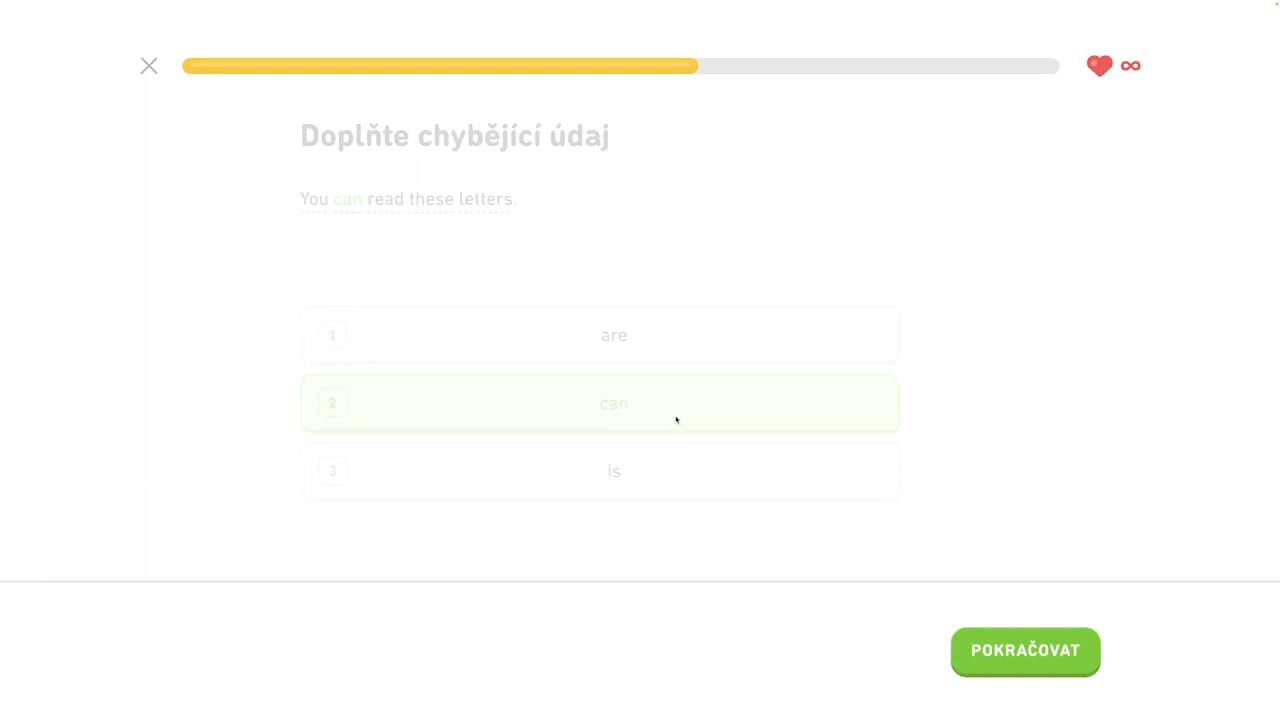 Doplňte chybějící údaj
You can read these letters.
1 are
2 can
3 is
POKRAČOVAT